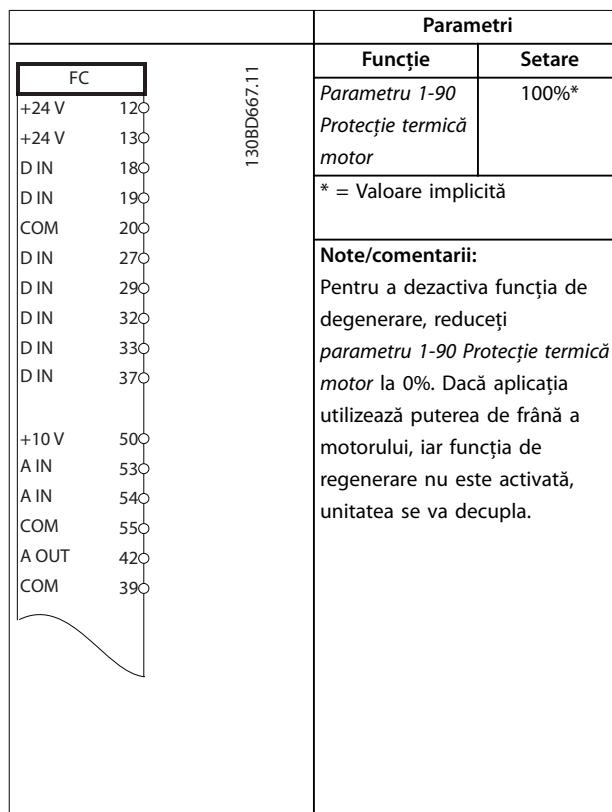 FC
+24 V 12
+24 V 13
D IN 18
D IN 19
COM 20
D IN 27
D IN 29
D IN 32
D IN 33
D IN 37
+10 V 50
A IN 53
A IN 54
COM 55
A OUT 42
COM 39
130BD667.11
Parametri
Funcție Setare
Parametru 1-90 100%*
Protecție termică
motor
* = Valoare implicită
Note/comentarii:
Pentru a dezactiva funcția de
degenerare, reduceți
parametru 1-90 Protecție termică
motor la 0%. Dacă aplicația
utilizează puterea de frână a
motorului, iar funcția de
regenerare nu este activată,
unitatea se va decupla.